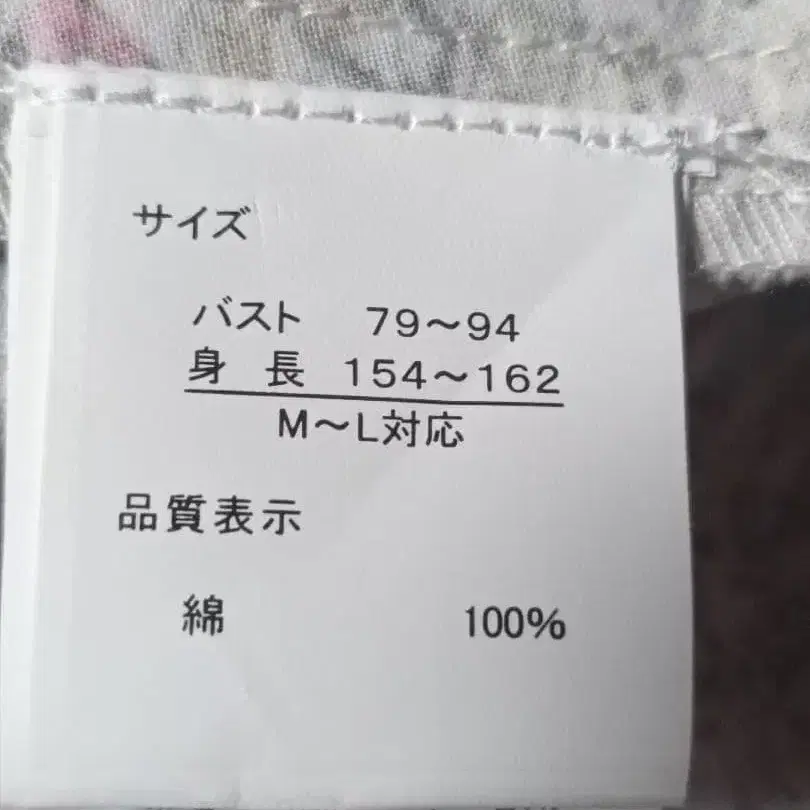 サイズ
バスト 79～94
身長 154～162
M～L対応
品質表示
綿 100%